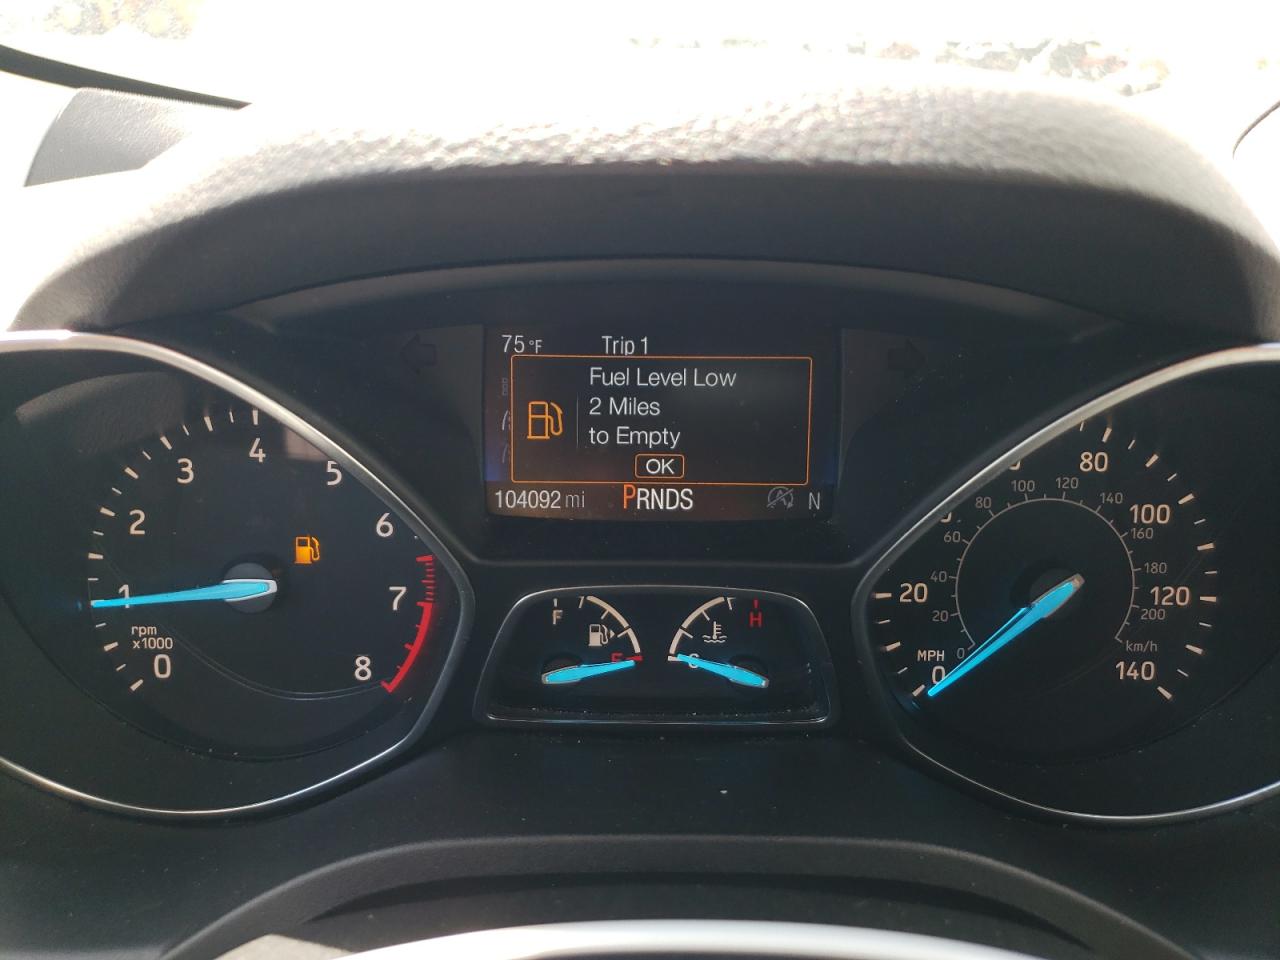 75°F Trip 1
Fuel Level Low
2 Miles
to Empty
OK
104092 mi PRNDS N
0 1 2 3 4 5 6 7 8
rpm
x1000
F
E
H
C
0 20 80 100 120 140
MPH
0 20 40 60 80 100 120 140 160 180 200
km/h